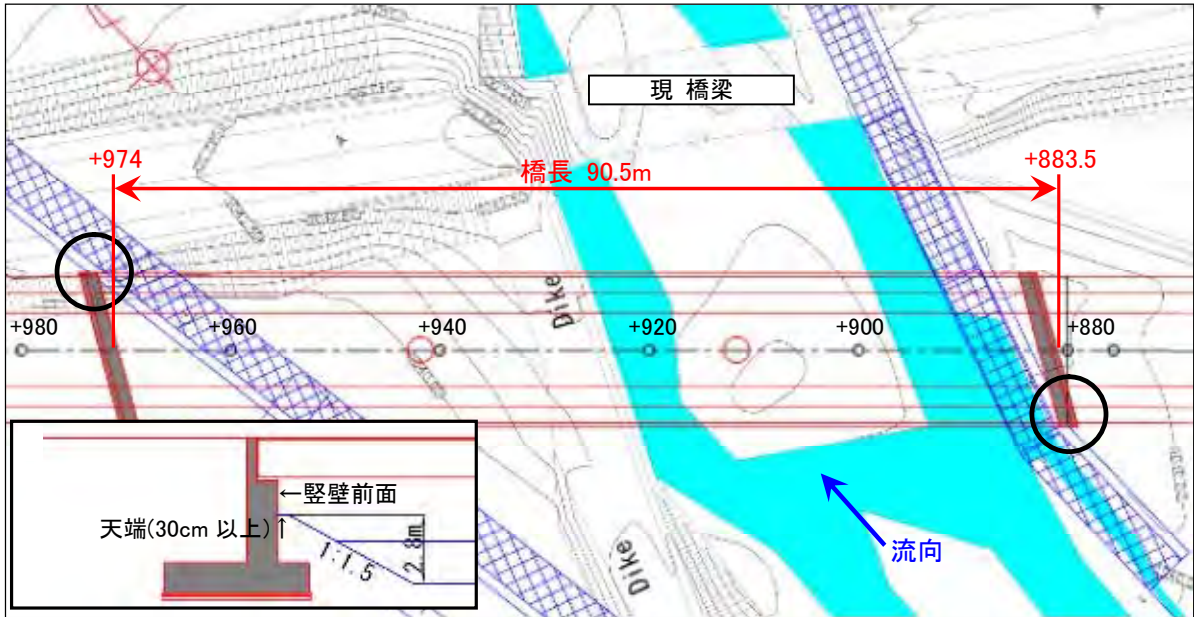 現 橋梁
+974
橋長 90.5m
+883.5
Dike
+980
+960
+940
+920
+900
+880
←竪壁前面
天端(30cm 以上)↑
1:1.5
2.8m
流向
Dike